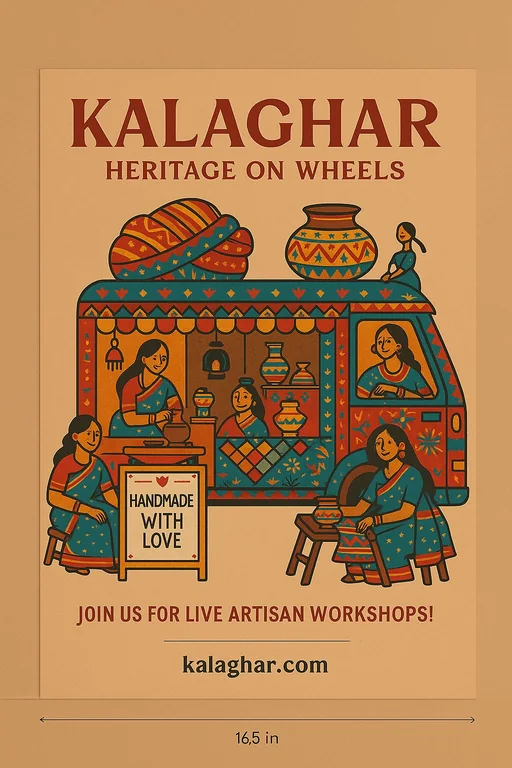 KALAGHAR
HERITAGE ON WHEELS
HANDMADE
WITH
LOVE
JOIN US FOR LIVE ARTISAN WORKSHOPS!
kalaghar.com
16,5 in